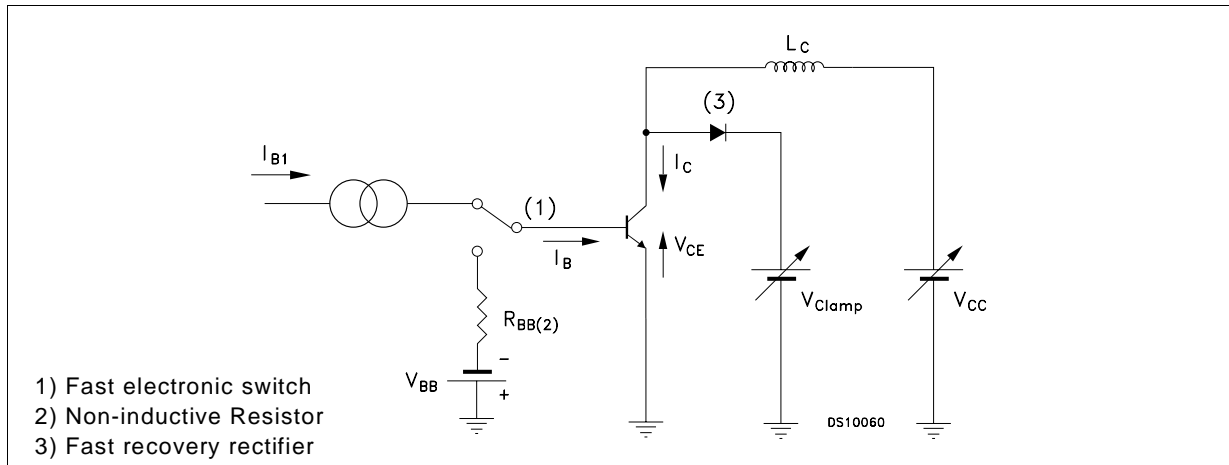 L_C
(3)
I_B1
I_C
(1)
I_B
V_CE
V_Clamp
V_CC
R_BB(2)
V_BB
-
+
DS10060
1) Fast electronic switch
2) Non-inductive Resistor
3) Fast recovery rectifier